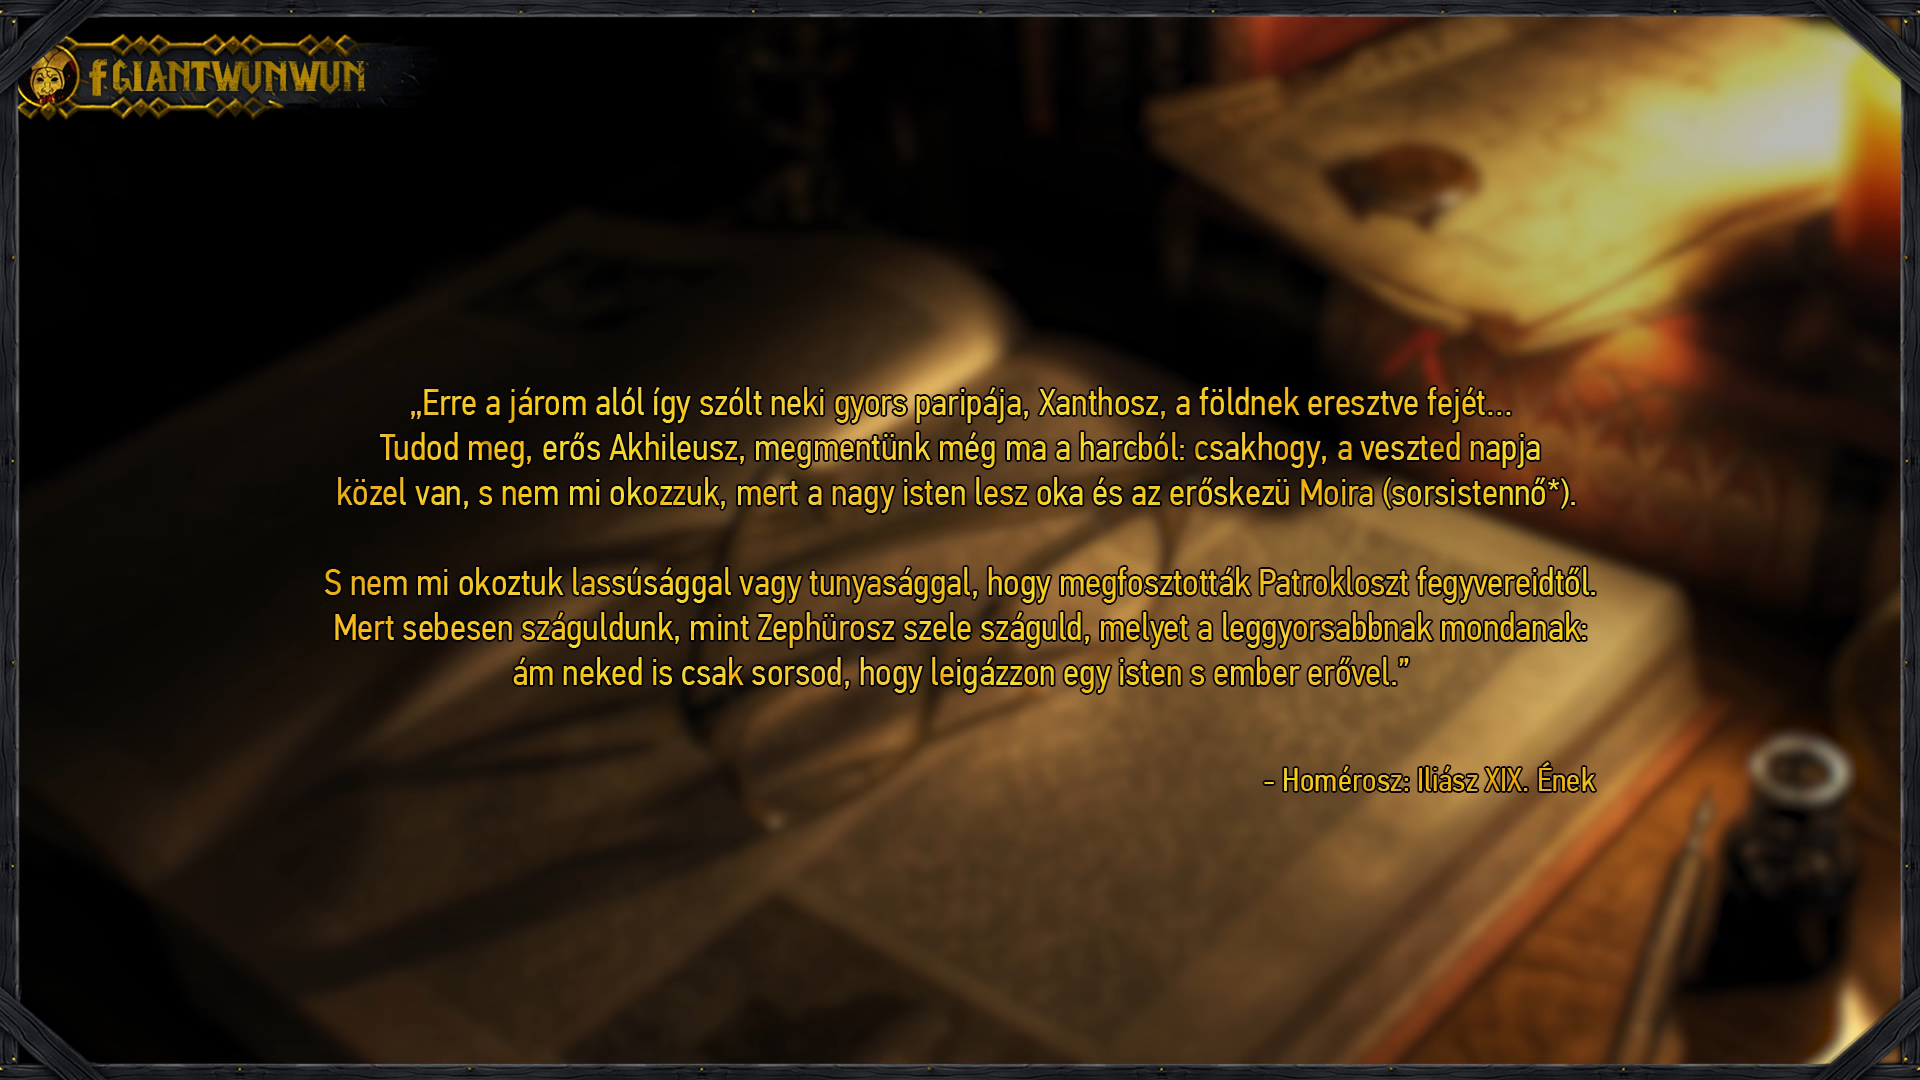 fGIANTWUNWUN
„Erre a járom alól így szólt neki gyors paripája, Xanthosz, a földnek eresztve fejét...
Tudod meg, erős Akhileusz, megmentünk még ma a harcból: csakhogy, a veszted napja
közel van, s nem mi okozzuk, mert a nagy isten lesz oka és az erőskezü Moira (sorsistennő*).
S nem mi okoztuk lassúsággal vagy tunyasággal, hogy megfosztották Patrokloszt fegyvereidtől.
Mert sebesen száguldunk, mint Zephürosz szele száguld, melyet a leggyorsabbnak mondanak:
ám neked is csak sorsod, hogy leigázzon egy isten s ember erővel.”
- Homérosz: Iliász XIX. Ének